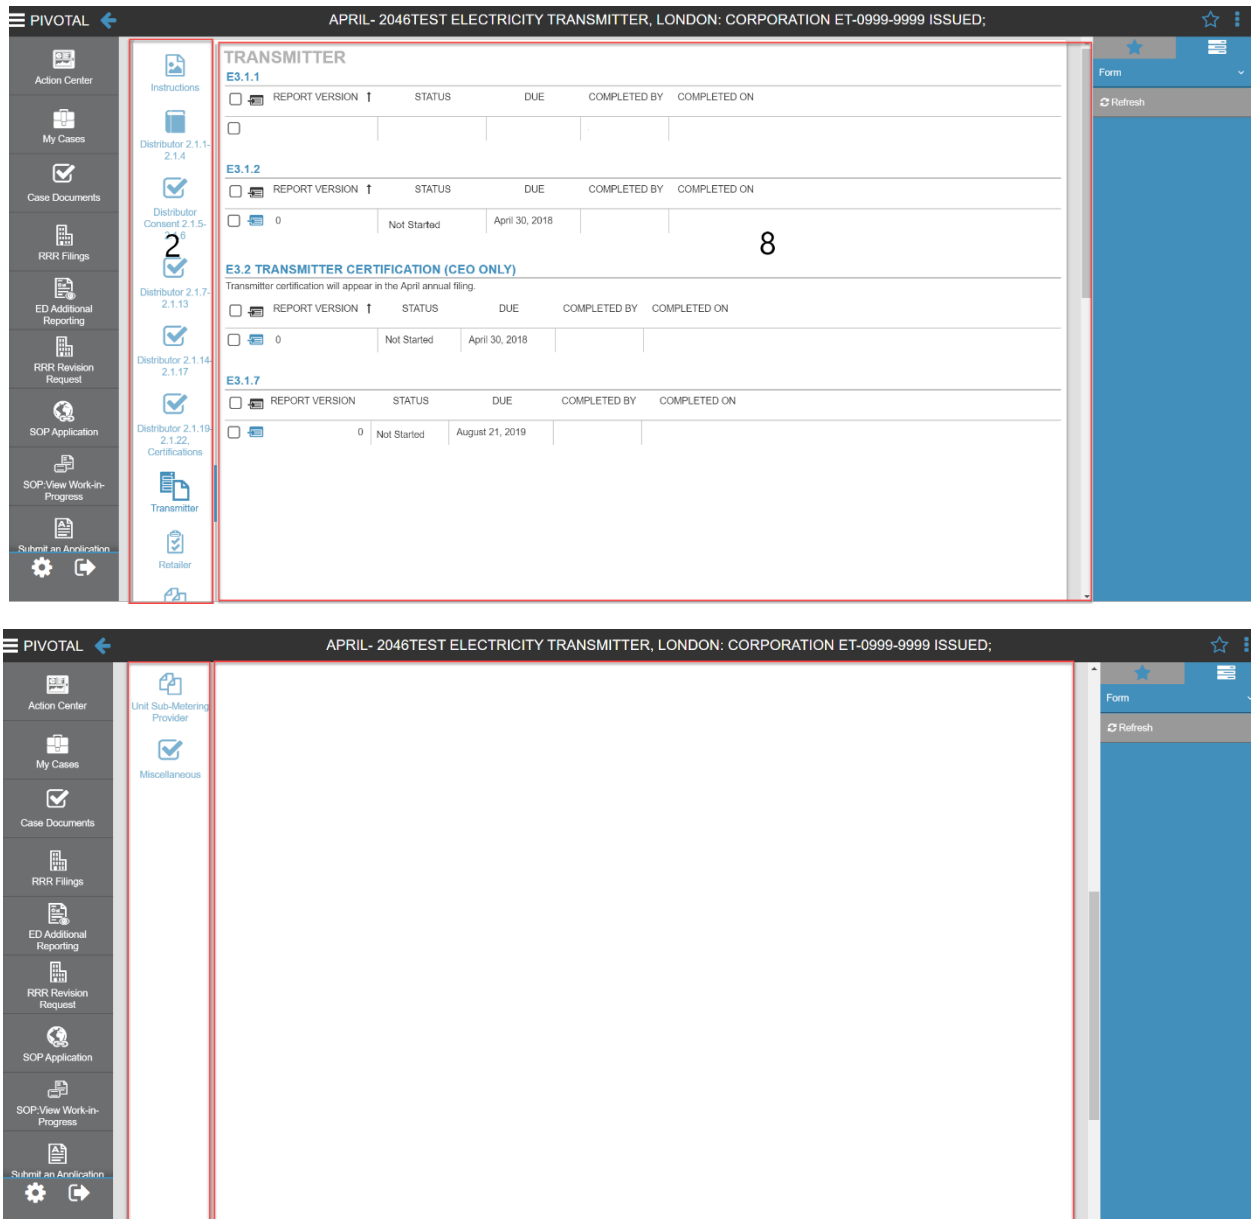 PIVOTAL
APRIL- 2046TEST ELECTRICITY TRANSMITTER, LONDON: CORPORATION ET-0999-9999 ISSUED;
Action Center
My Cases
Case Documents
RRR Filings
ED Additional
Reporting
RRR Revision
Request
SOP Application
SOP:View Work-in-
Progress
Submit an Application
Instructions
Distributor 2.1.1-
2.1.4
Distributor
Consent 2.1.5-
2.1.6
2
Distributor 2.1.7-
2.1.13
Distributor 2.1.14-
2.1.17
Distributor 2.1.19-
2.1.22,
Certifications
Transmitter
Retailer
TRANSMITTER
E3.1.1
REPORT VERSION ↑ STATUS DUE COMPLETED BY COMPLETED ON
E3.1.2
REPORT VERSION ↑ STATUS DUE COMPLETED BY COMPLETED ON
0 Not Started April 30, 2018
8
E3.2 TRANSMITTER CERTIFICATION (CEO ONLY)
Transmitter certification will appear in the April annual filing.
REPORT VERSION ↑ STATUS DUE COMPLETED BY COMPLETED ON
0 Not Started April 30, 2018
E3.1.7
REPORT VERSION STATUS DUE COMPLETED BY COMPLETED ON
0 Not Started August 21, 2019
Form
Refresh
PIVOTAL
APRIL- 2046TEST ELECTRICITY TRANSMITTER, LONDON: CORPORATION ET-0999-9999 ISSUED;
Action Center
My Cases
Case Documents
RRR Filings
ED Additional
Reporting
RRR Revision
Request
SOP Application
SOP:View Work-in-
Progress
Submit an Application
Unit Sub-Metering
Provider
Miscellaneous
Form
Refresh